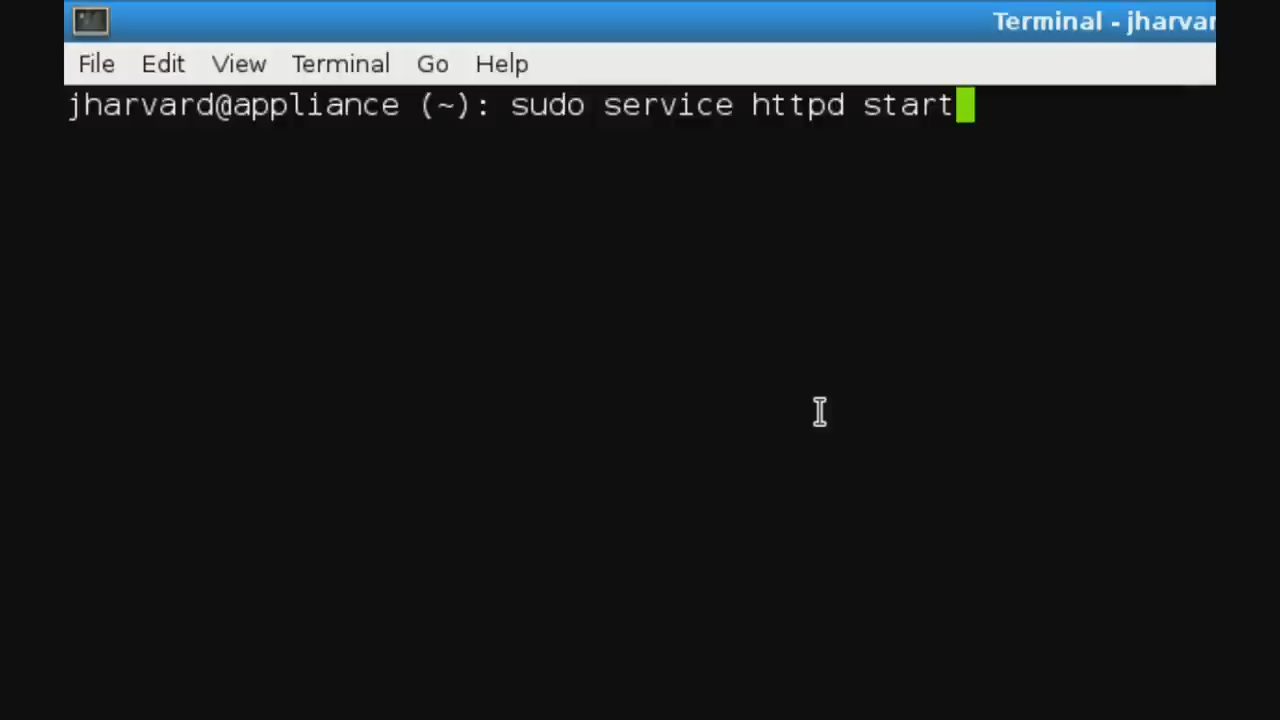 Terminal - jharvar
File Edit View Terminal Go Help
jharvard@appliance (~): sudo service httpd start